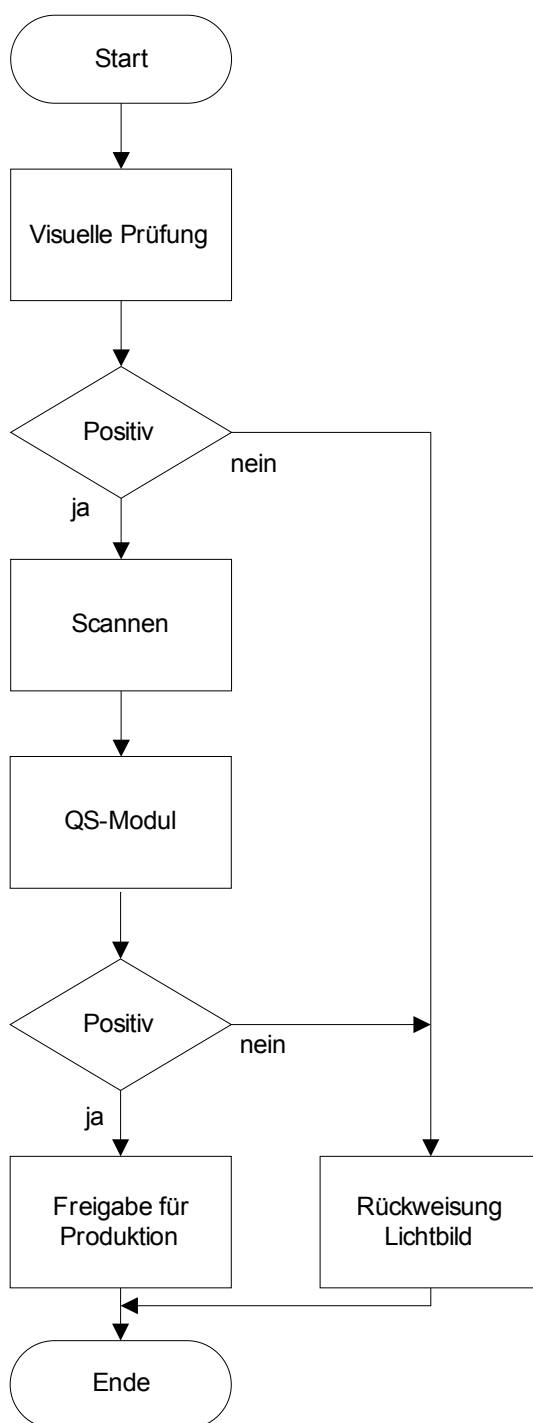 Start
Visuelle Prüfung
Positiv
nein
ja
Scannen
QS-Modul
Positiv
nein
ja
Freigabe für
Produktion
Rückweisung
Lichtbild
Ende